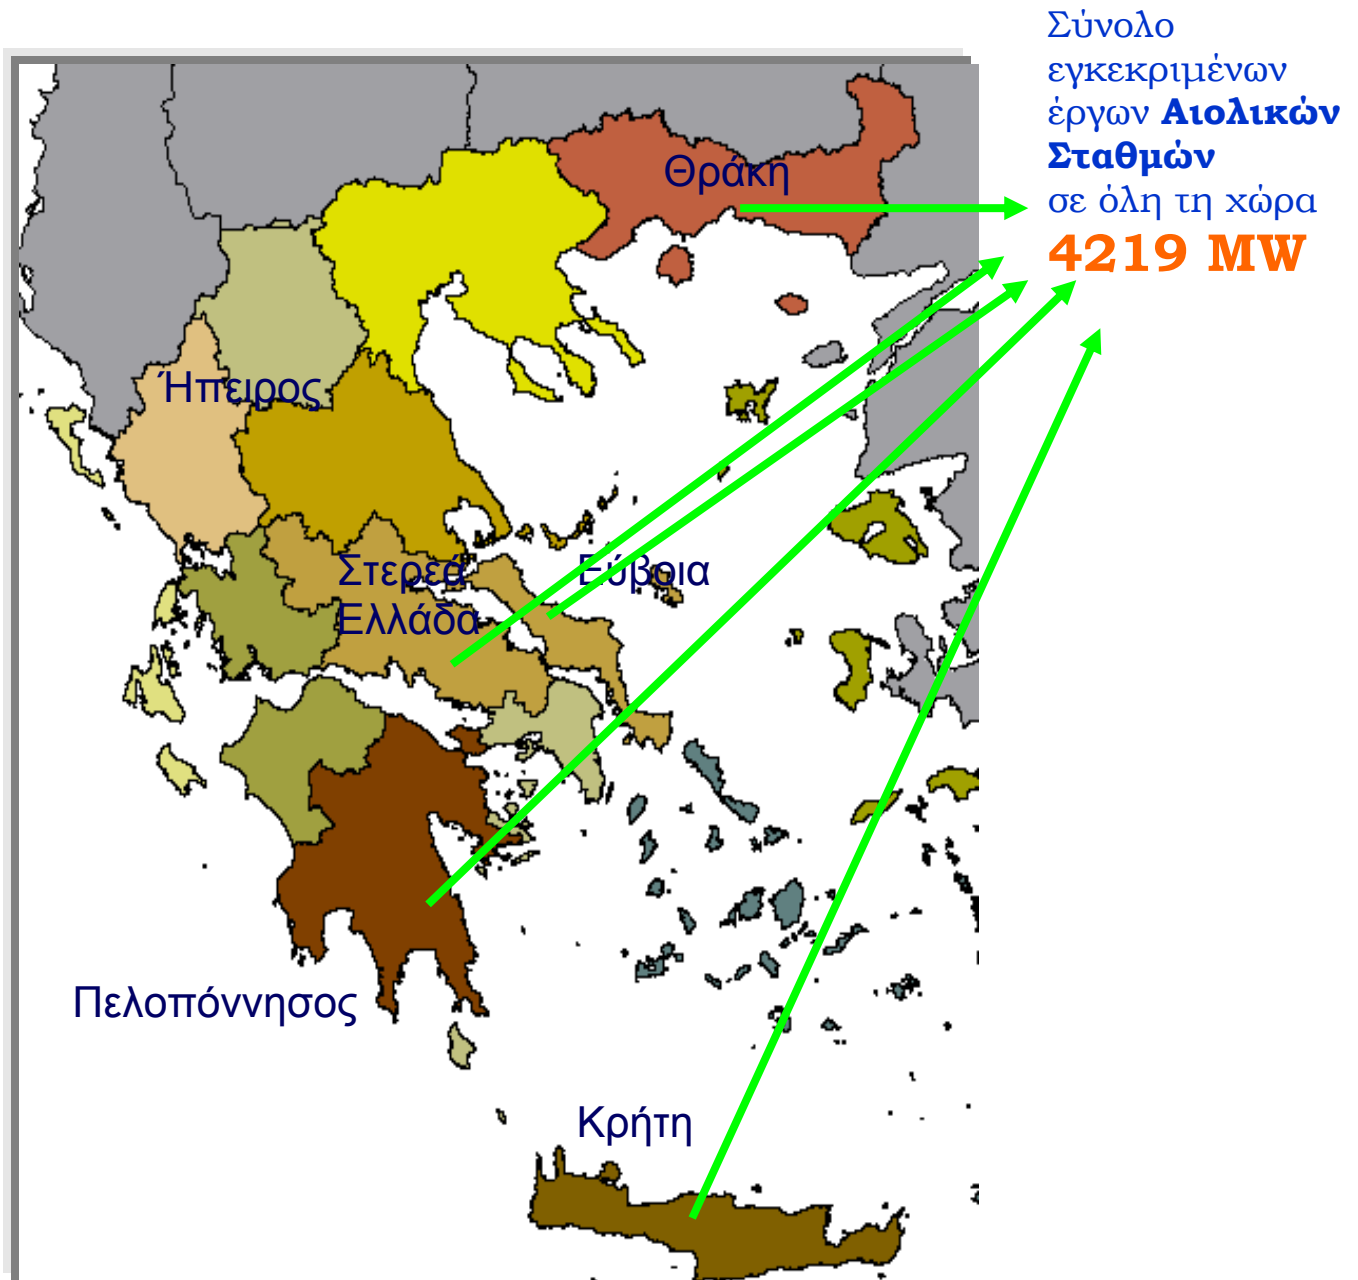 Σύνολο
εγκεκριμένων
έργων Αιολικών
Σταθμών
σε όλη τη χώρα
4219 MW
Θράκη
Ήπειρος
Στερεά
Ελλάδα
Εύβοια
Πελοπόννησος
Κρήτη